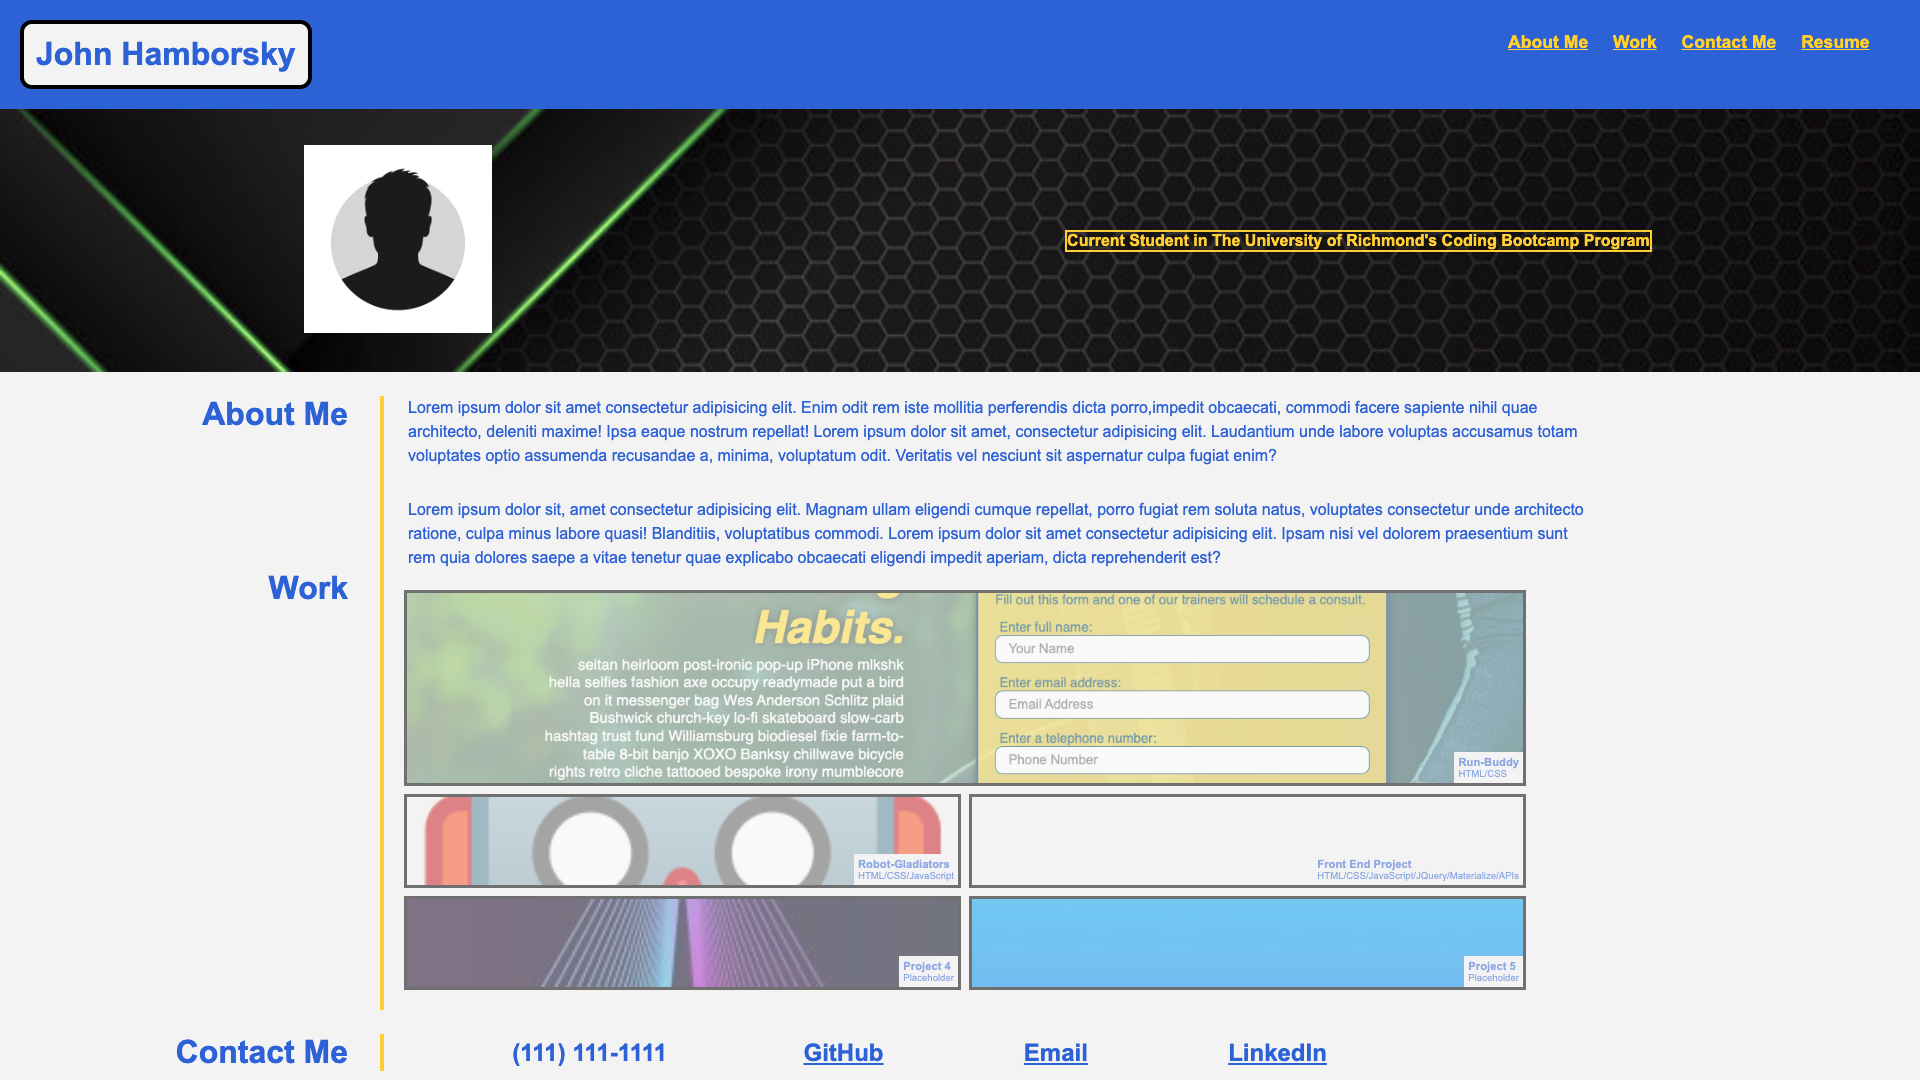 John Hamborsky
About Me Work Contact Me Resume
Current Student in The University of Richmond's Coding Bootcamp Program
About Me
Lorem ipsum dolor sit amet consectetur adipisicing elit. Enim odit rem iste mollitia perferendis dicta porro,impedit obcaecati, commodi facere sapiente nihil quae
architecto, deleniti maxime! Ipsa eaque nostrum repellat! Lorem ipsum dolor sit amet, consectetur adipisicing elit. Laudantium unde labore voluptas accusamus totam
voluptates optio assumenda recusandae a, minima, voluptatum odit. Veritatis vel nesciunt sit aspernatur culpa fugiat enim?
Lorem ipsum dolor sit, amet consectetur adipisicing elit. Magnam ullam eligendi cumque repellat, porro fugiat rem soluta natus, voluptates consectetur unde architecto
ratione, culpa minus labore quasi! Blanditiis, voluptatibus commodi. Lorem ipsum dolor sit amet consectetur adipisicing elit. Ipsam nisi vel dolorem praesentium sunt
rem quia dolores saepe a vitae tenetur quae explicabo obcaecati eligendi impedit aperiam, dicta reprehenderit est?
Work
Habits.
seitan heirloom post-ironic pop-up iPhone mlkshk
hella selfies fashion axe occupy readymade put a bird
on it messenger bag Wes Anderson Schlitz plaid
Bushwick church-key lo-fi skateboard slow-carb
hashtag trust fund Williamsburg biodiesel fixie farm-to-
table 8-bit banjo XOXO Banksy chillwave bicycle
rights retro cliche tattooed bespoke irony mumblecore
Fill out this form and one of our trainers will schedule a consult.
Enter full name:
Your Name
Enter email address:
Email Address
Enter a telephone number:
Phone Number
Run-Buddy
HTML/CSS
Robot-Gladiators
HTML/CSS/JavaScript
Front End Project
HTML/CSS/JavaScript/JQuery/Materialize/APIs
Project 4
Placeholder
Project 5
Placeholder
Contact Me
(111) 111-1111
GitHub
Email
LinkedIn